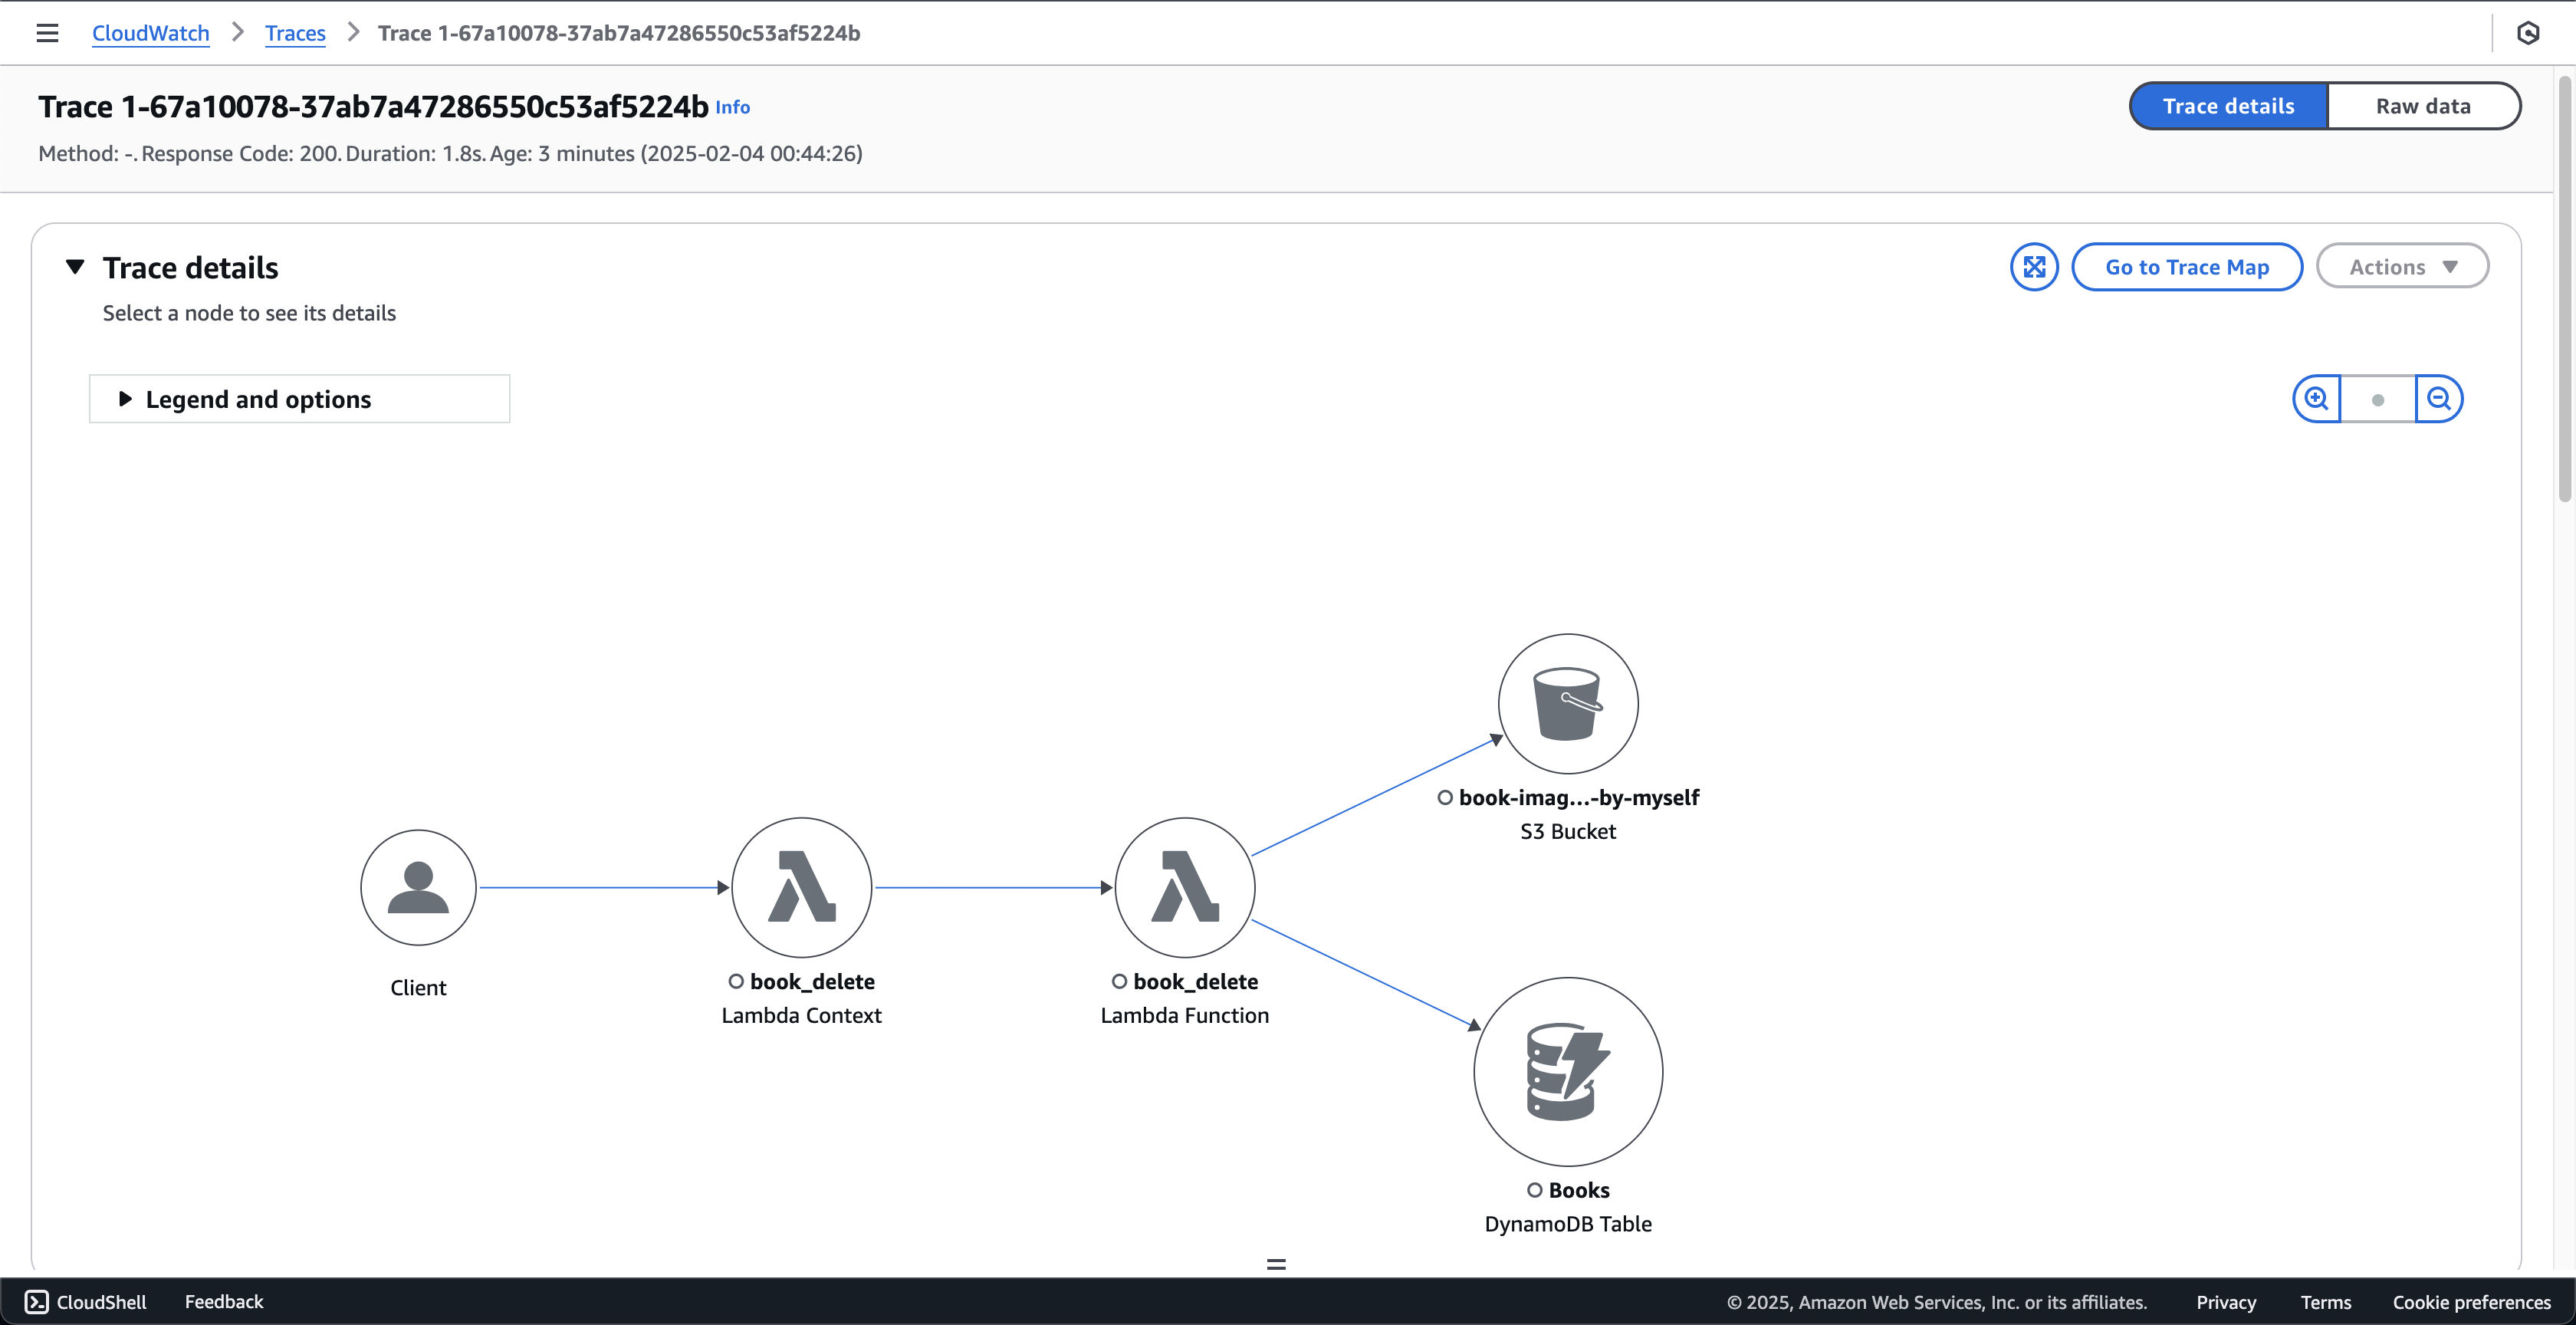 CloudWatch > Traces > Trace 1-67a10078-37ab7a47286550c53af5224b
Trace 1-67a10078-37ab7a47286550c53af5224b Info
Trace details
Raw data
Method: -. Response Code: 200. Duration: 1.8s. Age: 3 minutes (2025-02-04 00:44:26)
Trace details
Go to Trace Map
Actions
Select a node to see its details
Legend and options
book-imag...-by-myself
S3 Bucket
Client
book_delete
Lambda Context
book_delete
Lambda Function
Books
DynamoDB Table
CloudShell
Feedback
© 2025, Amazon Web Services, Inc. or its affiliates.
Privacy
Terms
Cookie preferences